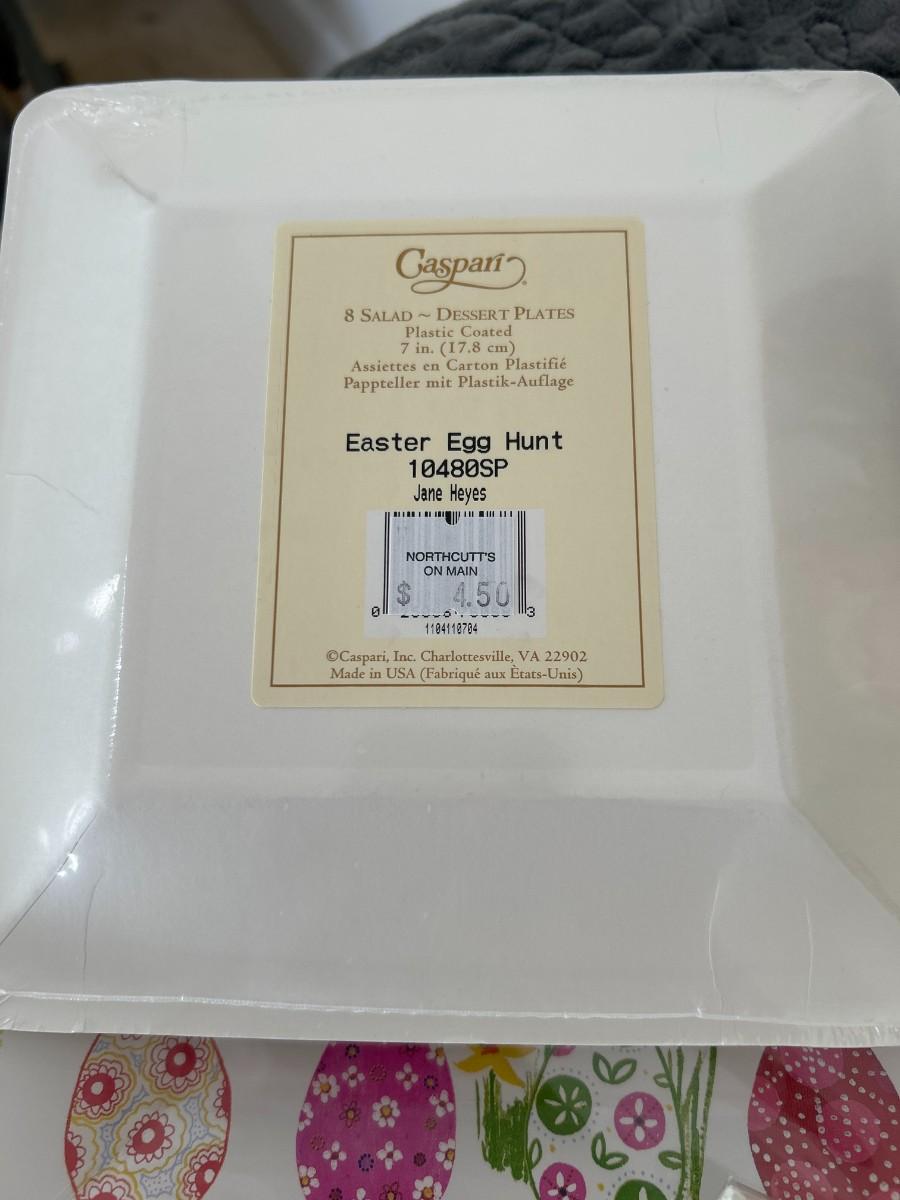 Caspari
8 Salad ~ Dessert Plates
Plastic Coated
7 in. (17.8 cm)
Assiettes en Carton Plastifié
Pappteller mit Plastik-Auflage
Easter Egg Hunt
10480SP
Jane Heyes
NORTHCUTT'S
ON MAIN
$ 4.50
0 3
1104110704
©Caspari, Inc. Charlottesville, VA 22902
Made in USA (Fabriqué aux Ètats-Unis)